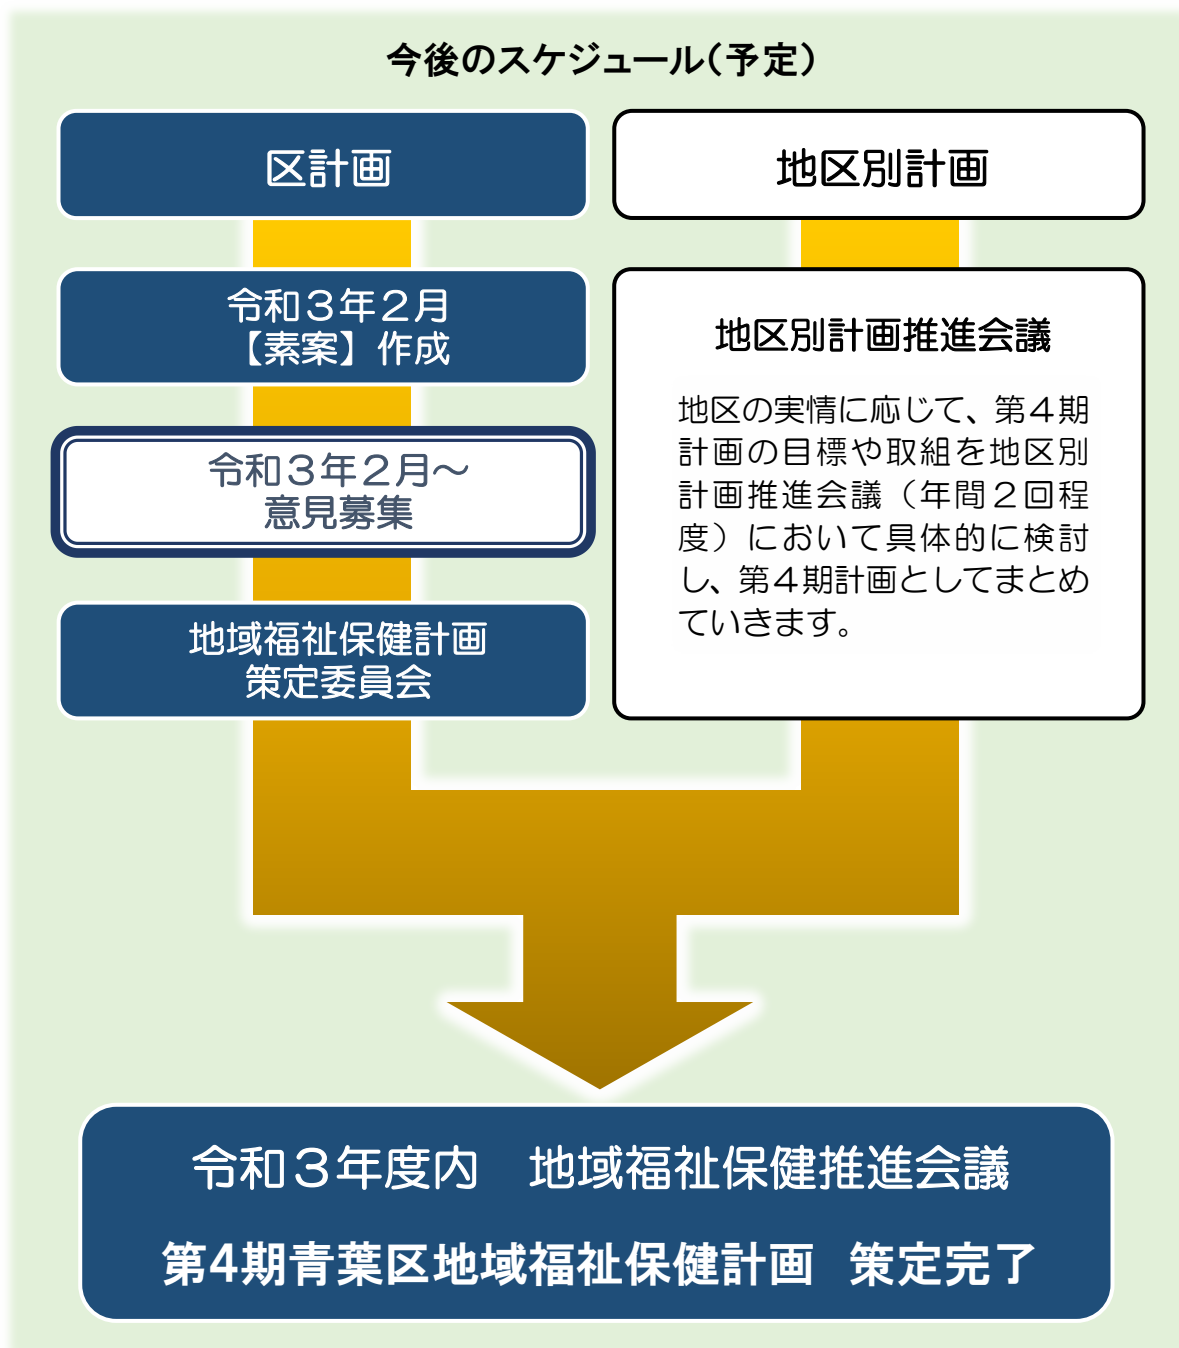 今後のスケジュール（予定）
区計画
令和３年２月
【素案】作成
令和３年２月～
意見募集
地域福祉保健計画
策定委員会
地区別計画
地区別計画推進会議
地区の実情に応じて、第４期
計画の目標や取組を地区別
計画推進会議（年間２回程
度）において具体的に検討
し、第４期計画としてまとめ
ていきます。
令和３年度内　地域福祉保健推進会議
第4期青葉区地域福祉保健計画　策定完了